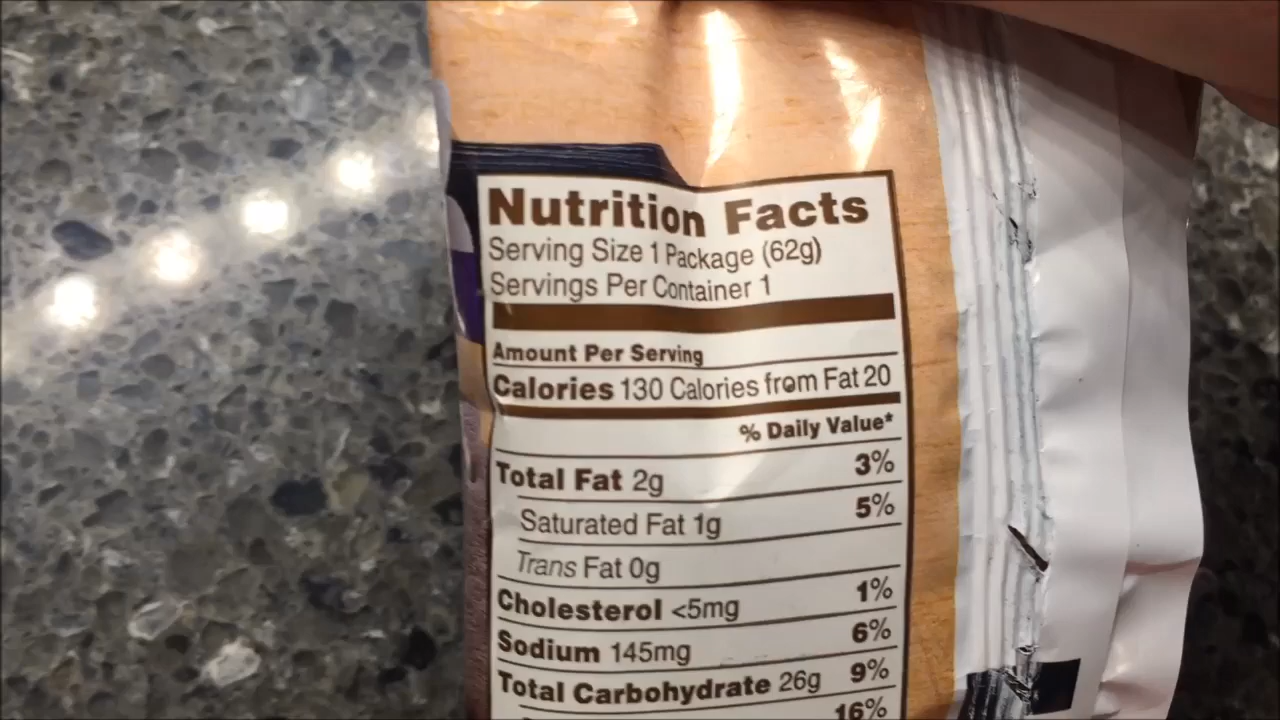 Nutrition Facts
Serving Size 1 Package (62g)
Servings Per Container 1
Amount Per Serving
Calories 130 Calories from Fat 20
% Daily Value*
Total Fat 2g 3%
Saturated Fat 1g 5%
Trans Fat 0g
Cholesterol <5mg 1%
Sodium 145mg 6%
Total Carbohydrate 26g 9%
16%